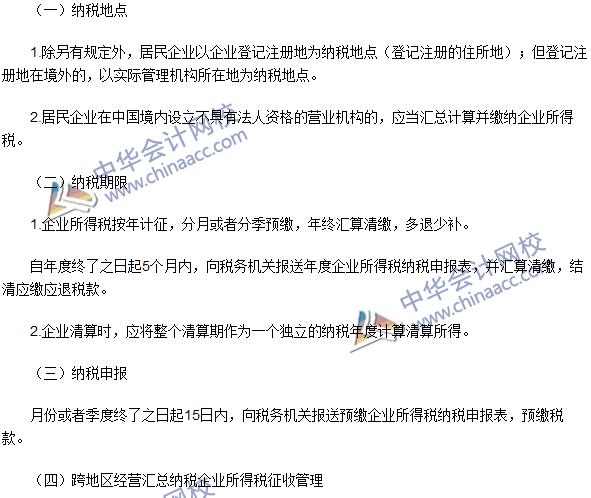 （一）纳税地点
1.除另有规定外，居民企业以企业登记注册地为纳税地点（登记注册的住所地）；但登记注
册地在境外的，以实际管理机构所在地为纳税地点。
2.居民企业在中国境内设立不具有法人资格的营业机构的，应当汇总计算并缴纳企业所得
税。
中华会计网校
www.chinaacc.com
（二）纳税期限
1.企业所得税按年计征，分月或者分季预缴，年终汇算清缴，多退少补。
自年度终了之日起5个月内，向税务机关报送年度企业所得税纳税申报表，并汇算清缴，结
清应缴应退税款。
中华会计网校
www.chinaacc.com
2.企业清算时，应将整个清算期作为一个独立的纳税年度计算清算所得。
（三）纳税申报
月份或者季度终了之日起15日内，向税务机关报送预缴企业所得税纳税申报表，预缴税
款。
（四）跨地区经营汇总纳税企业所得税征收管理